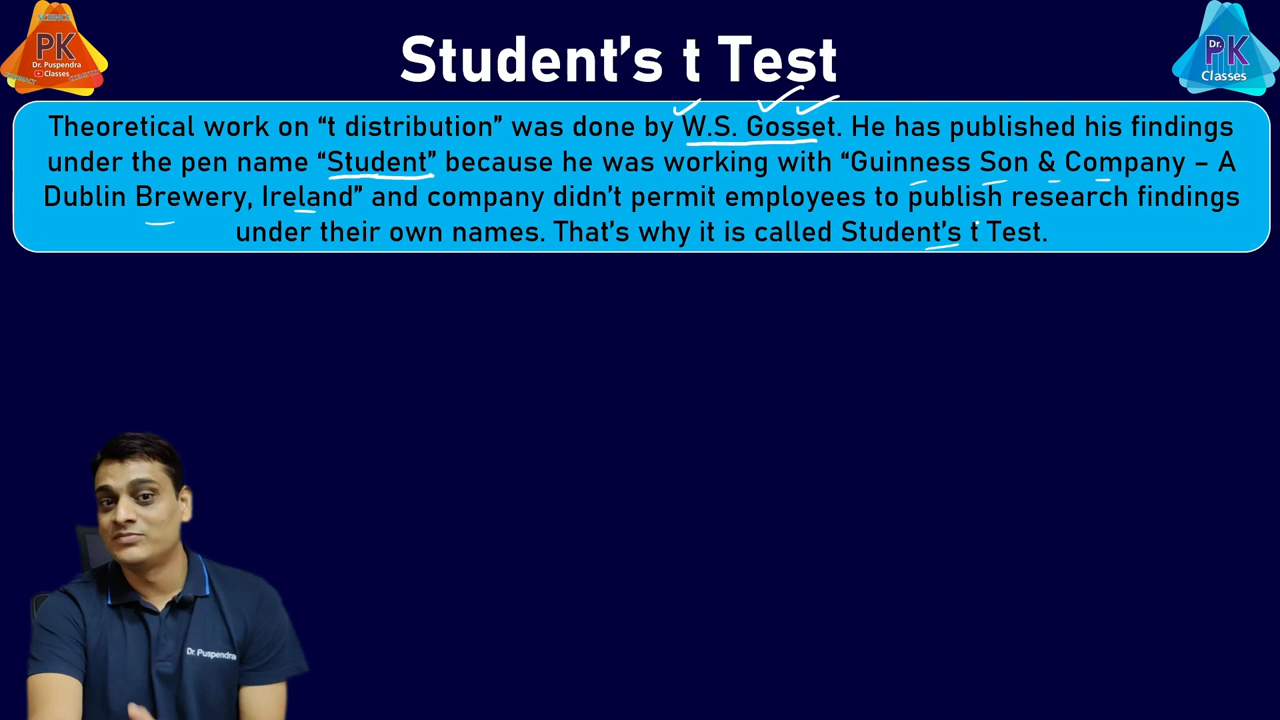 SCIENCE
PK
Dr. Puspendra
Classes
Student's t Test
Dr.
PK
Classes
Theoretical work on “t distribution” was done by W.S. Gosset. He has published his findings
under the pen name “Student” because he was working with “Guinness Son & Company – A
Dublin Brewery, Ireland” and company didn't permit employees to publish research findings
under their own names. That's why it is called Student's t Test.
Dr. Puspendra